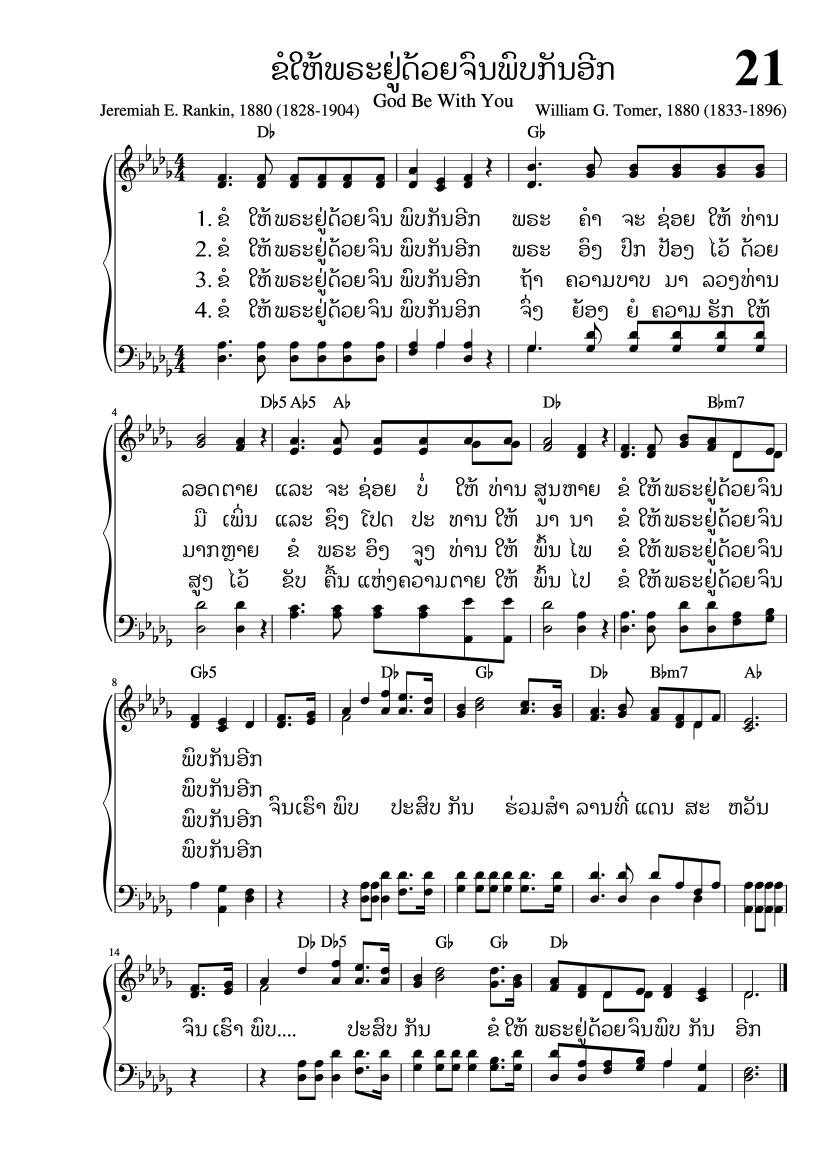 ຂໍໃຫ້ພຣະຢູ່ດ້ວຍຈົນພົບກັນອີກ
21
God Be With You
Jeremiah E. Rankin, 1880 (1828-1904)
William G. Tomer, 1880 (1833-1896)
D♭ G♭
1. ຂໍ ໃຫ້ ພຣະຢູ່ດ້ວຍຈົນ ພົບກັນອີກ ພຣະ ຄຳ ຈະ ຊ່ອຍ ໃຫ້ ທ່ານ
2. ຂໍ ໃຫ້ ພຣະຢູ່ດ້ວຍຈົນ ພົບກັນອີກ ພຣະ ອົງ ປົກ ປ້ອງ ໄວ້ ດ້ວຍ
3. ຂໍ ໃຫ້ ພຣະຢູ່ດ້ວຍຈົນ ພົບກັນອີກ ຖ້າ ຄວາມບາບ ມາ ລວງທ່ານ
4. ຂໍ ໃຫ້ ພຣະຢູ່ດ້ວຍຈົນ ພົບກັນອິກ ຈຶ່ງ ຍ້ອງ ຍໍ ຄວາມ ຮັກ ໃຫ້
4 D♭5 A♭5 A♭ D♭ B♭m7
ລອດຕາຍ ແລະ ຈະ ຊ່ອຍ ບໍ່ ໃຫ້ ທ່ານ ສູນຫາຍ ຂໍ ໃຫ້ ພຣະຢູ່ດ້ວຍຈົນ
ມື ເພິ່ນ ແລະ ຊົງ ໂປດ ປະ ທານ ໃຫ້ ມາ ນາ ຂໍ ໃຫ້ ພຣະຢູ່ດ້ວຍຈົນ
ມາກຫຼາຍ ຂໍ ພຣະ ອົງ ຈູງ ທ່ານ ໃຫ້ ພົ້ນ ໄພ ຂໍ ໃຫ້ ພຣະຢູ່ດ້ວຍຈົນ
ສູງ ໄວ້ ຂັບ ຄື້ນ ແຫ່ງຄວາມຕາຍ ໃຫ້ ພົ້ນ ໄປ ຂໍ ໃຫ້ ພຣະຢູ່ດ້ວຍຈົນ
8 G♭5 D♭ G♭ D♭ B♭m7 A♭
ພົບກັນອີກ
ພົບກັນອີກ
ພົບກັນອີກ
ພົບກັນອີກ
ຈົນເຮົາ ພົບ ປະສົບ ກັນ ຮ່ວມສຳ ລານທີ່ ແດນ ສະ ຫວັນ
14 D♭ D♭5 G♭ G♭ D♭
ຈົນ ເຮົາ ພົບ.... ປະສົບ ກັນ ຂໍ ໃຫ້ ພຣະຢູ່ດ້ວຍຈົນພົບ ກັນ ອີກ